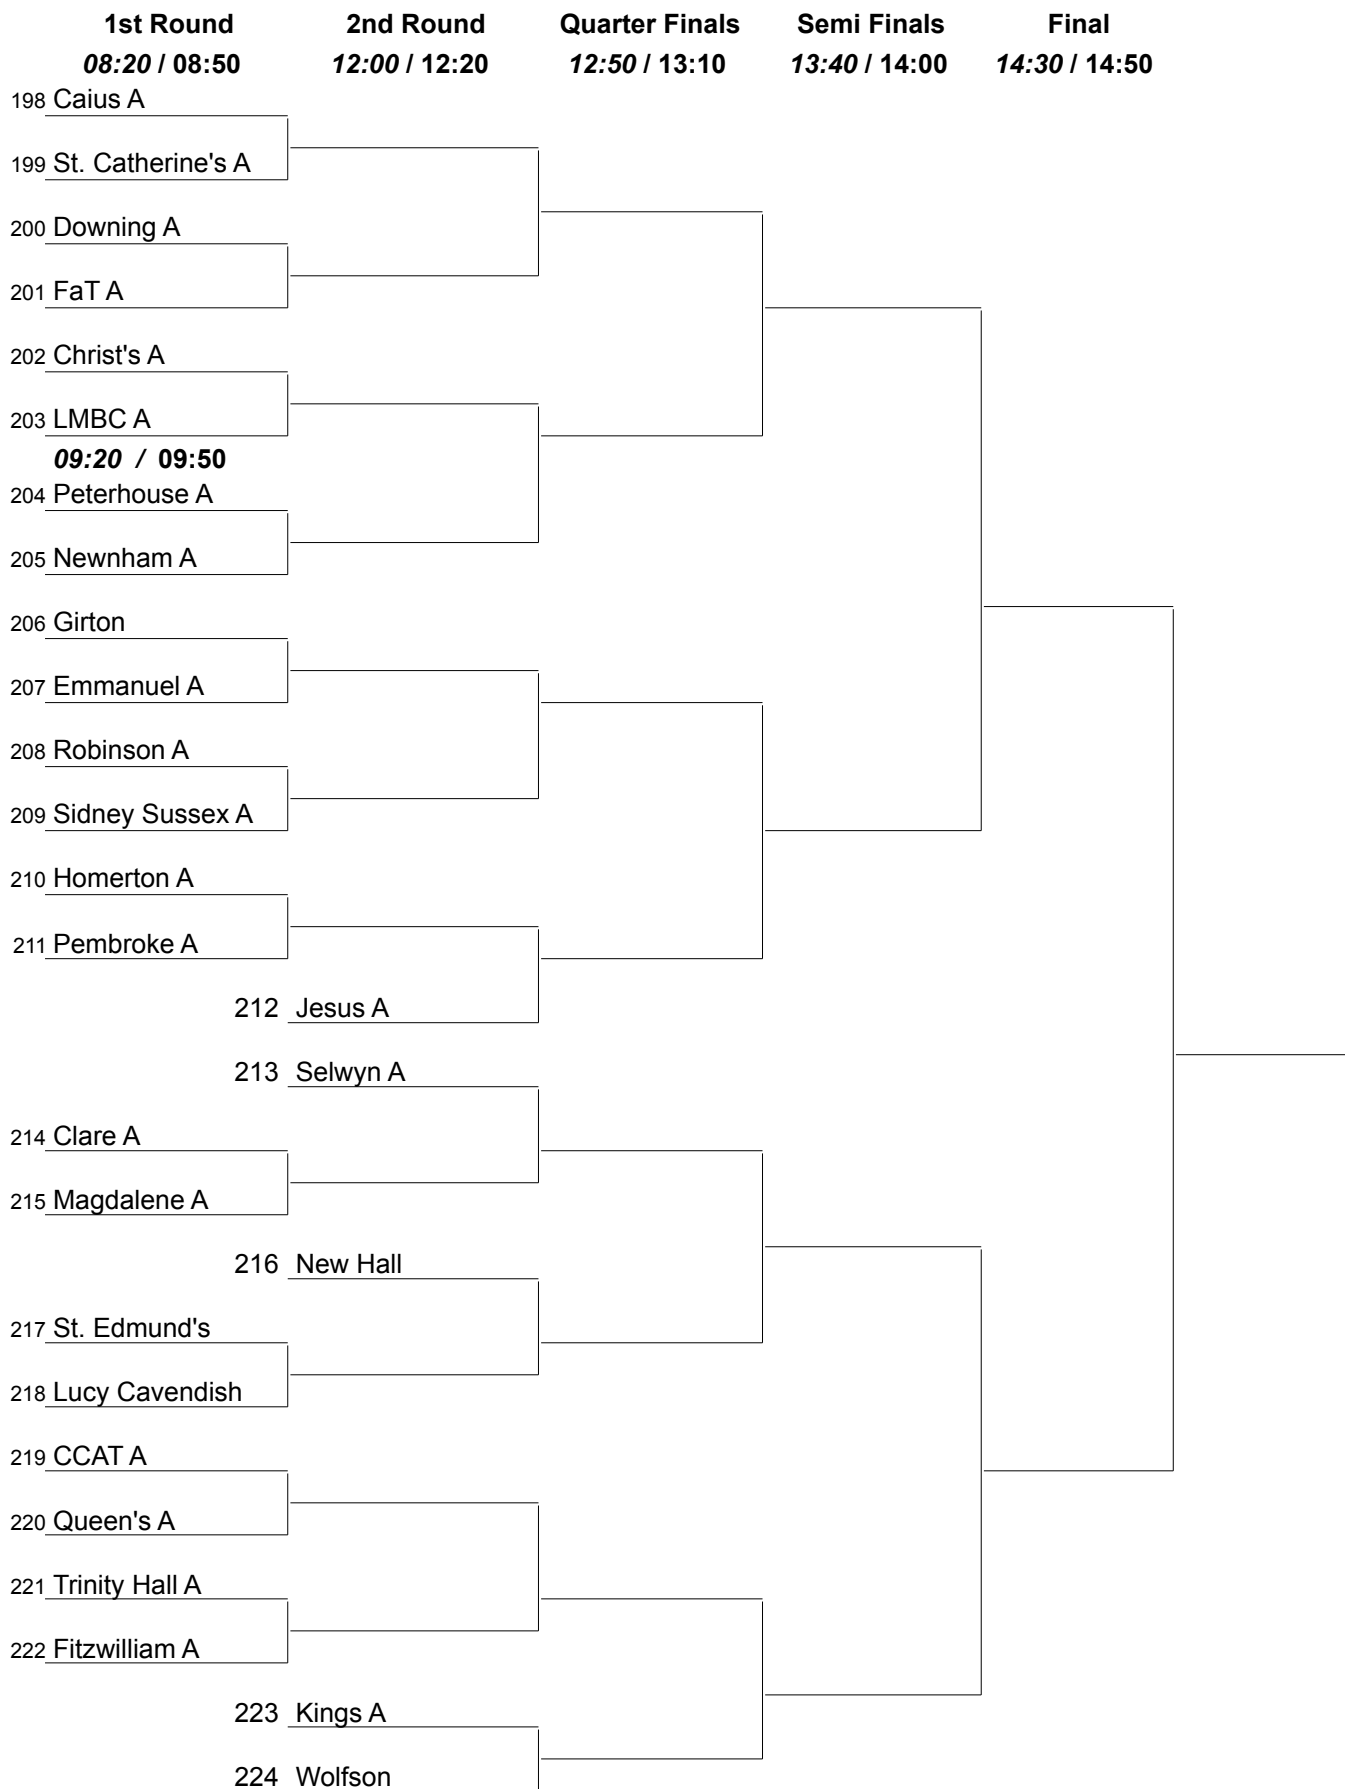 1st Round 2nd Round Quarter Finals Semi Finals Final
08:20 / 08:50 12:00 / 12:20 12:50 / 13:10 13:40 / 14:00 14:30 / 14:50
198 Caius A
199 St. Catherine's A
200 Downing A
201 FaT A
202 Christ's A
203 LMBC A
09:20 / 09:50
204 Peterhouse A
205 Newnham A
206 Girton
207 Emmanuel A
208 Robinson A
209 Sidney Sussex A
210 Homerton A
211 Pembroke A
212 Jesus A
213 Selwyn A
214 Clare A
215 Magdalene A
216 New Hall
217 St. Edmund's
218 Lucy Cavendish
219 CCAT A
220 Queen's A
221 Trinity Hall A
222 Fitzwilliam A
223 Kings A
224 Wolfson